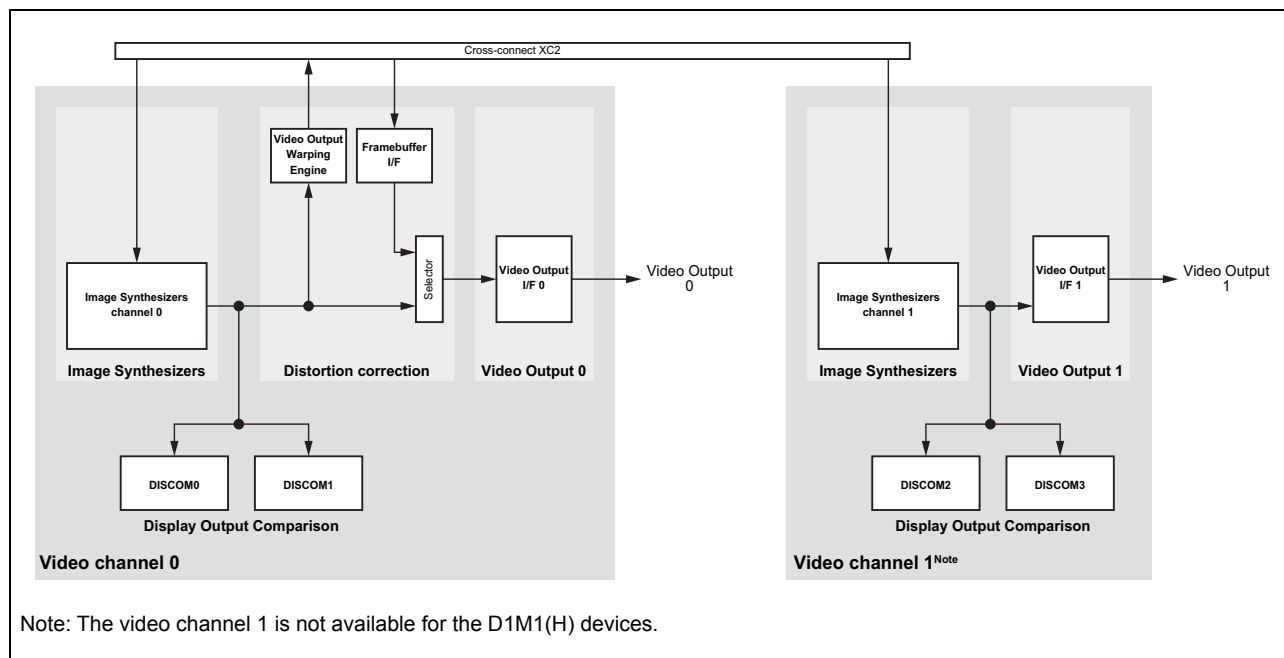 Cross-connect XC2
Video Output
Warping
Engine
Framebuffer
I/F
Image Synthesizers
channel 0
Selector
Video Output
I/F 0
Video Output
0
Image Synthesizers
Distortion correction
Video Output 0
DISCOM0
DISCOM1
Display Output Comparison
Video channel 0
Image Synthesizers
channel 1
Video Output
I/F 1
Video Output
1
Image Synthesizers
Video Output 1
DISCOM2
DISCOM3
Display Output Comparison
Video channel 1Note
Note: The video channel 1 is not available for the D1M1(H) devices.